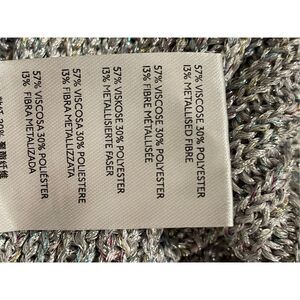 57% VISCOSE 30% POLYESTER
13% METALLISED FIBRE
57% VISCOSE 30% POLYESTER
13% FIBRE METALLISÉE
57% VISKOSE 30% POLYESTER
13% METALLISIERTE FASER
57% VISCOSA 30% POLIESTERE
13% FIBRA METALLIZZATA
57% VISCOSA 30% POLIÉSTER
13% FIBRA METALIZADA